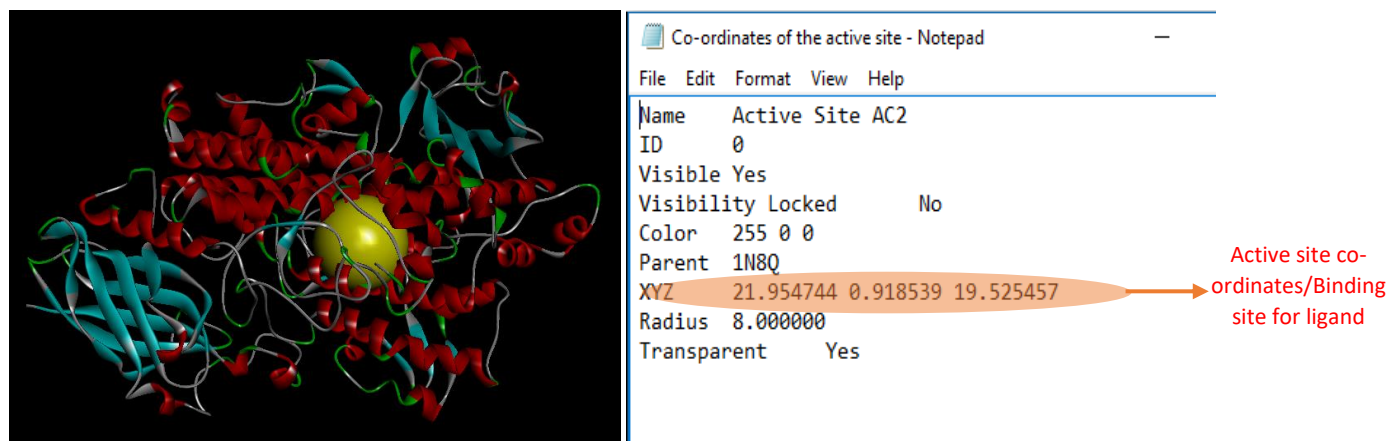 Co-ordinates of the active site - Notepad
File Edit Format View Help
Name Active Site AC2
ID 0
Visible Yes
Visibility Locked No
Color 255 0 0
Parent 1N8Q
XYZ 21.954744 0.918539 19.525457
Radius 8.000000
Transparent Yes
Active site co-
ordinates/Binding
site for ligand